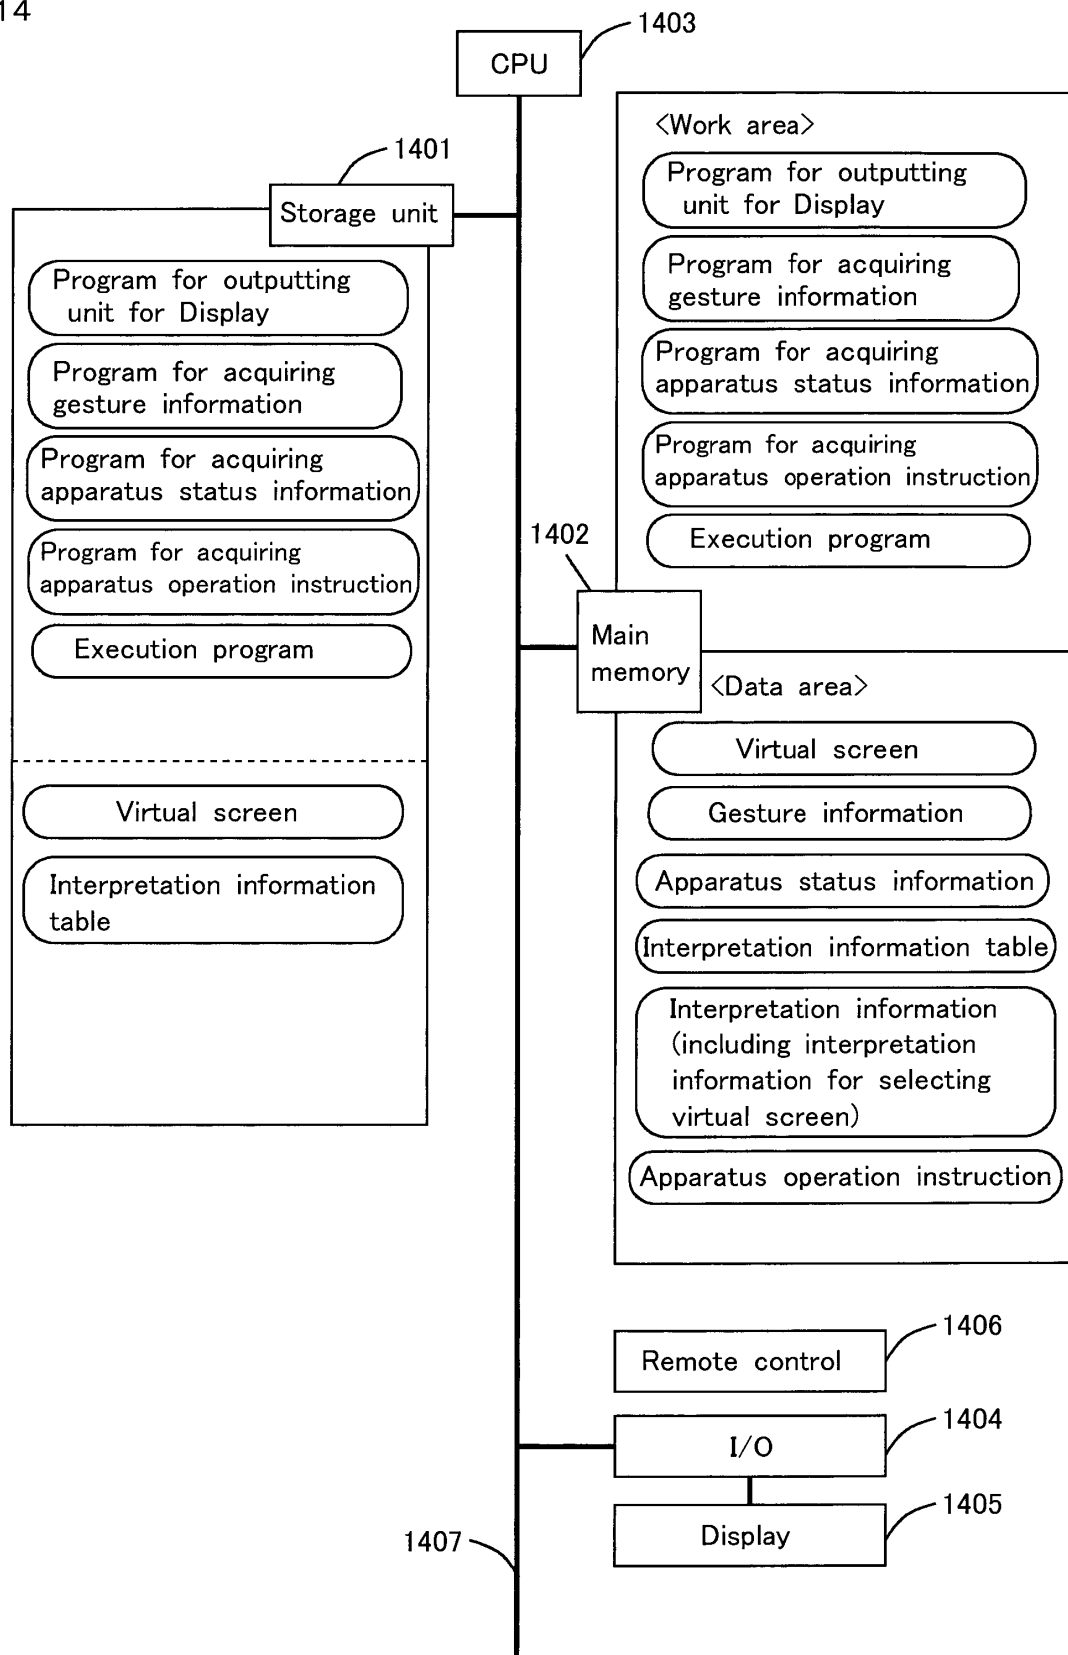 14
1403
CPU
1401
Storage unit
Program for outputting
unit for Display
Program for acquiring
gesture information
Program for acquiring
apparatus status information
Program for acquiring
apparatus operation instruction
Execution program
Virtual screen
Interpretation information
table
<Work area>
Program for outputting
unit for Display
Program for acquiring
gesture information
Program for acquiring
apparatus status information
Program for acquiring
apparatus operation instruction
Execution program
1402
Main
memory
<Data area>
Virtual screen
Gesture information
Apparatus status information
Interpretation information table
Interpretation information
(including interpretation
information for selecting
virtual screen)
Apparatus operation instruction
1406
Remote control
1404
I/O
1405
Display
1407